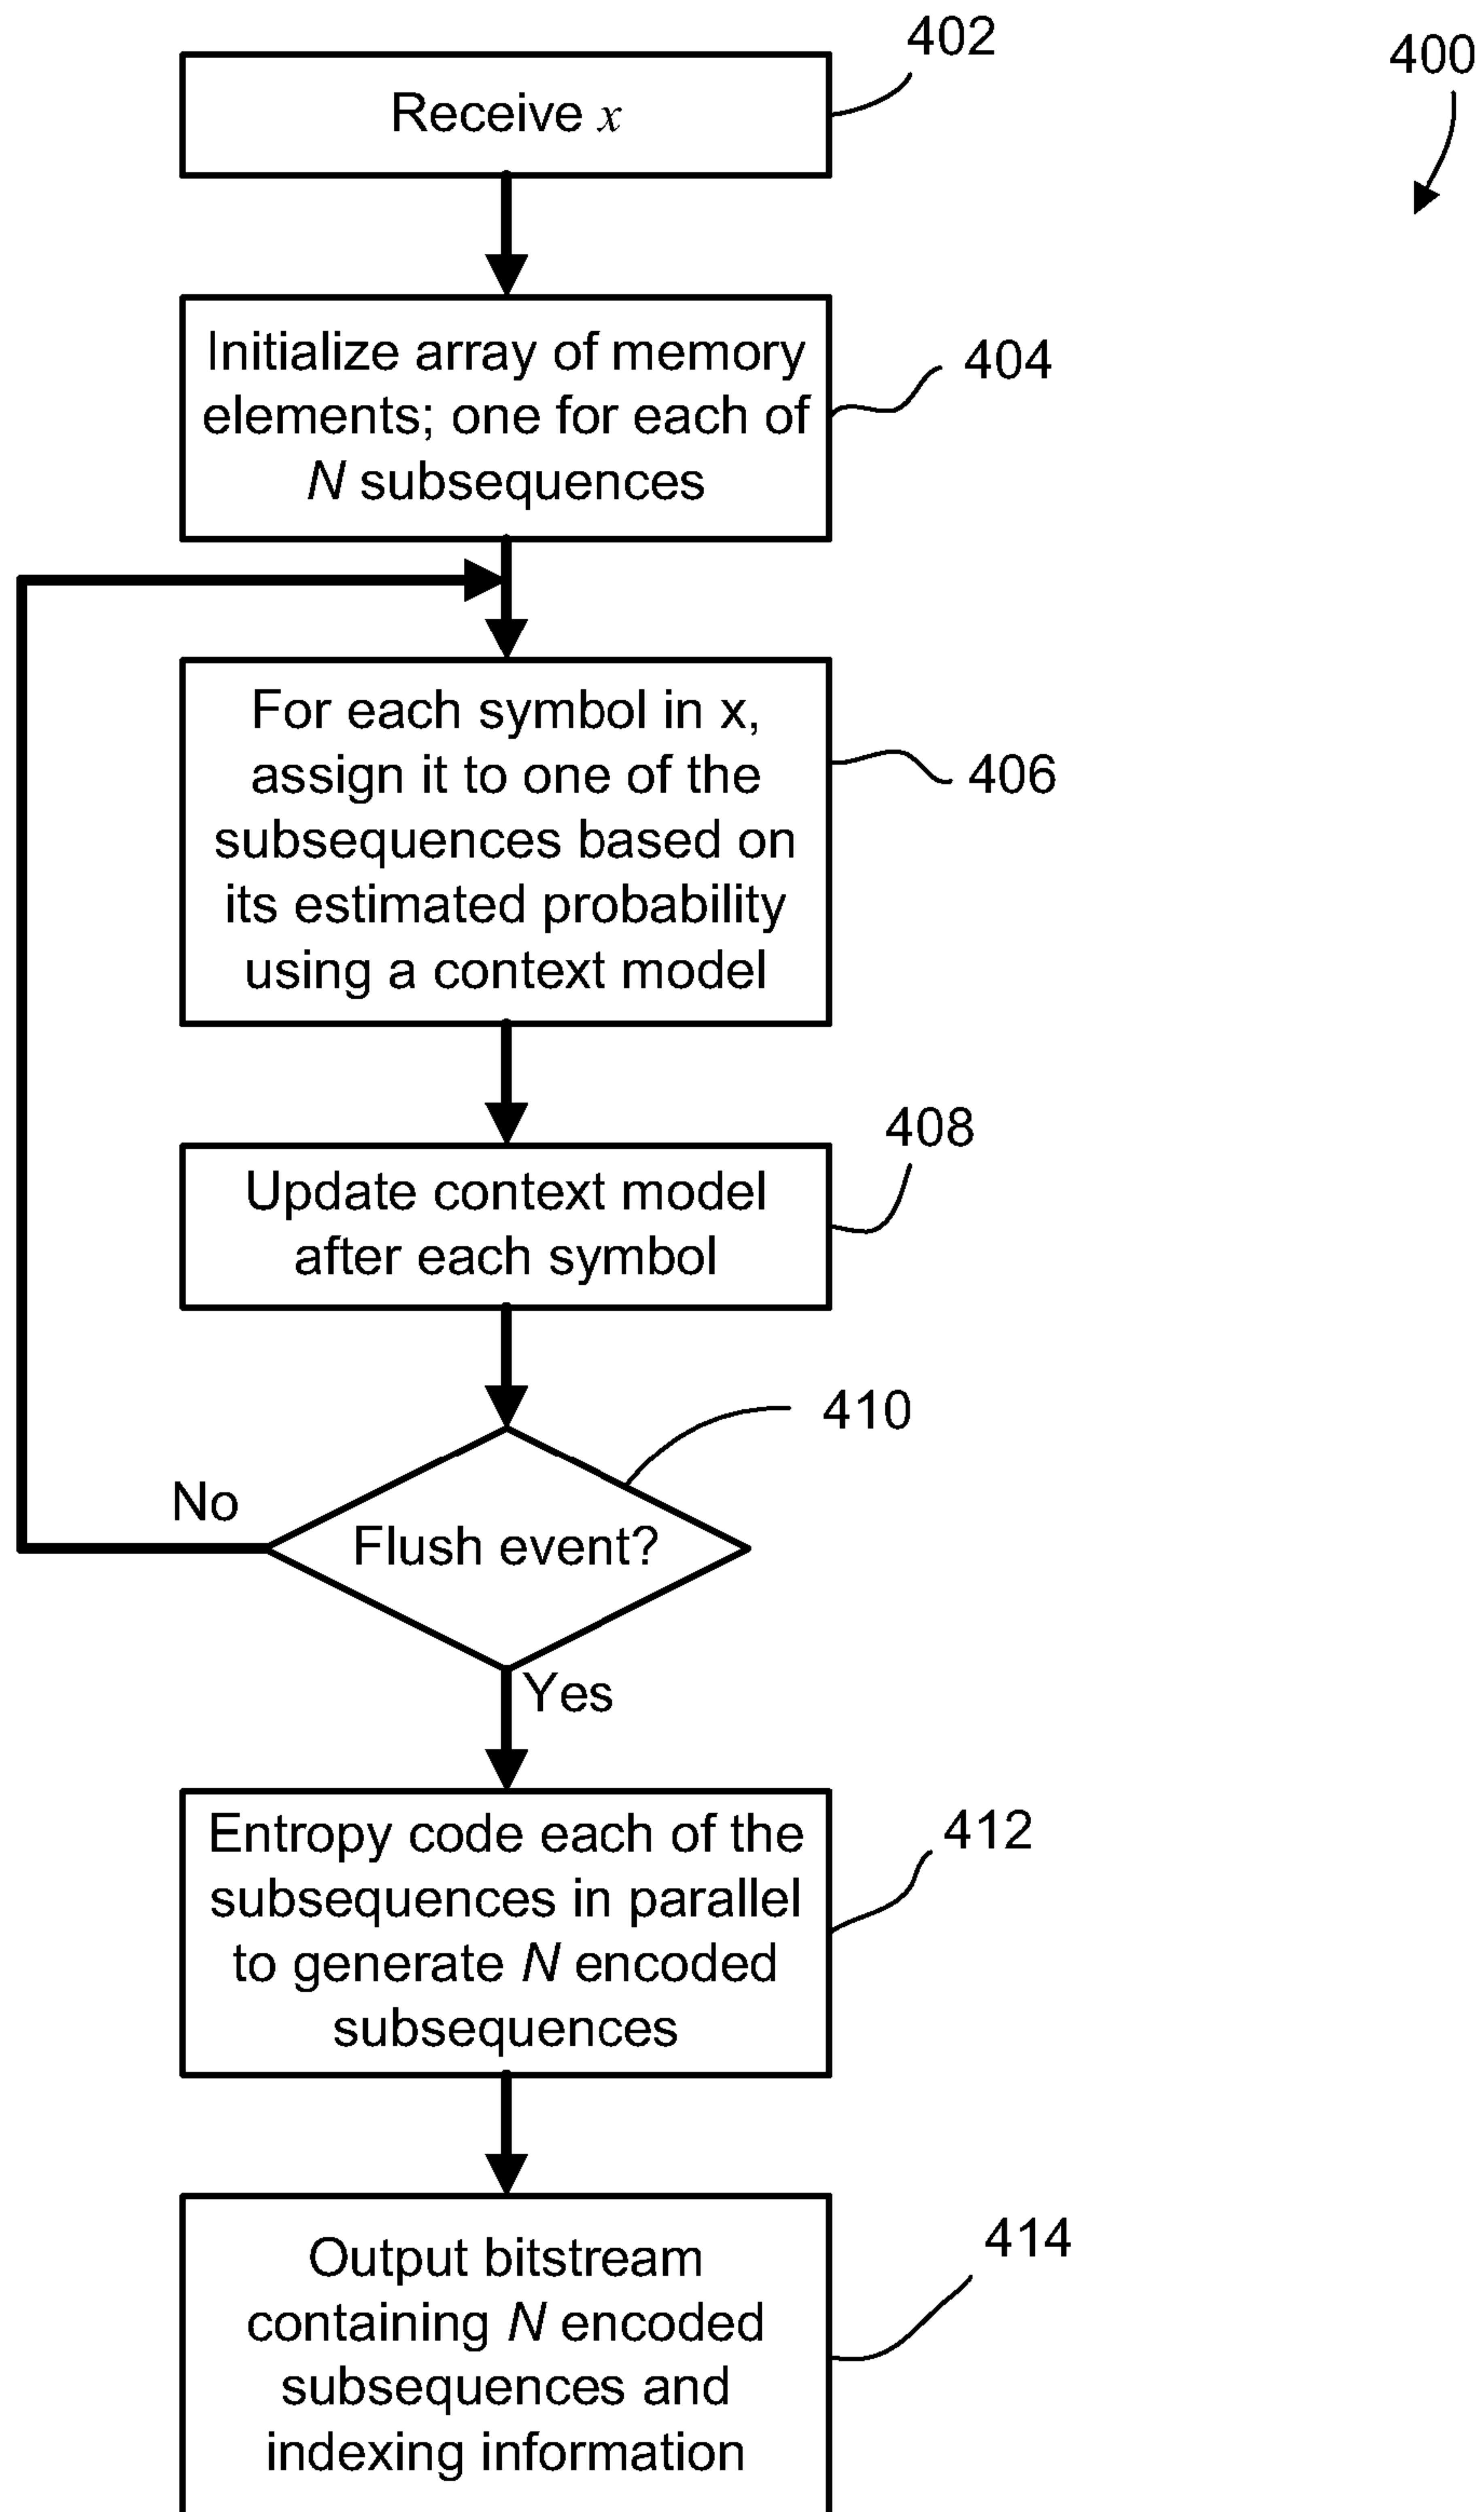 402
400
Receive x
Initialize array of memory
elements; one for each of
N subsequences
404
For each symbol in x,
assign it to one of the
subsequences based on
its estimated probability
using a context model
406
408
Update context model
after each symbol
410
No
Flush event?
Yes
Entropy code each of the
subsequences in parallel
to generate N encoded
subsequences
412
414
Output bitstream
containing N encoded
subsequences and
indexing information